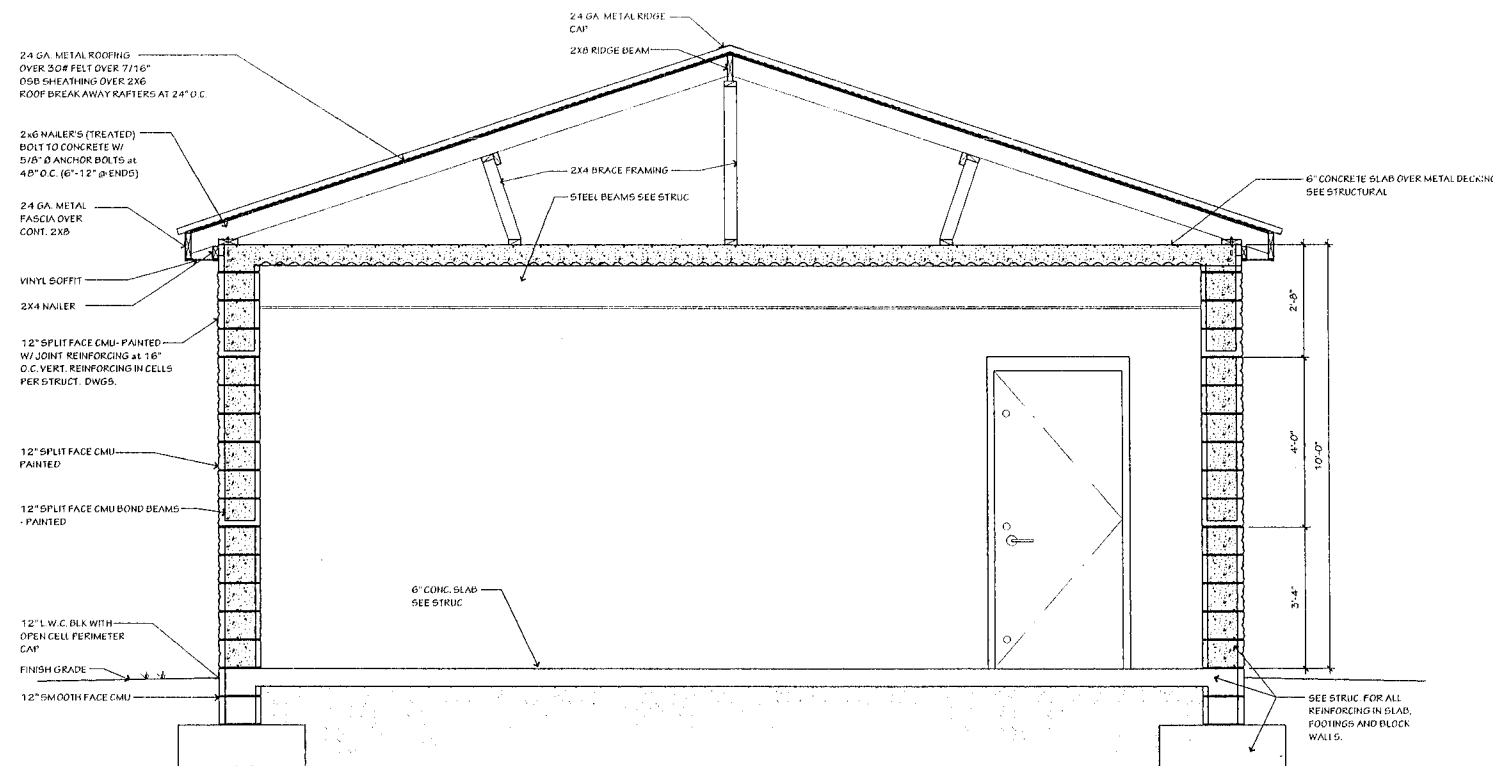 24 GA. METAL RIDGE
CAP
2X8 RIDGE BEAM
24 GA. METAL ROOFING
OVER 30# FELT OVER 7/16"
OSB SHEATHING OVER 2X6
ROOF BREAK AWAY RAFTERS AT 24" O.C.
2x6 NAILER'S (TREATED)
BOLT TO CONCRETE W/
5/8" Ø ANCHOR BOLTS at
48" O.C. (6"-12" @ ENDS)
24 GA. METAL
FASCIA OVER
CONT. 2X8
VINYL SOFFIT
2X4 NAILER
12" SPLIT FACE CMU- PAINTED
W/ JOINT REINFORCING at 16"
O.C. VERT. REINFORCING IN CELLS
PER STRUCT. DWGS.
12" SPLIT FACE CMU
PAINTED
12" SPLIT FACE CMU BOND BEAMS
- PAINTED
12" L.W.C. BLK WITH
OPEN CELL PERIMETER
CAP
FINISH GRADE
12" SMOOTH FACE CMU
2X4 BRACE FRAMING
STEEL BEAMS SEE STRUC
6" CONC. SLAB
SEE STRUC
6" CONCRETE SLAB OVER METAL DECKING
SEE STRUCTURAL
2'-8"
4'-0"
10'-0"
3'-4"
SEE STRUC. FOR ALL
REINFORCING IN SLAB,
FOOTINGS AND BLOCK
WALLS.